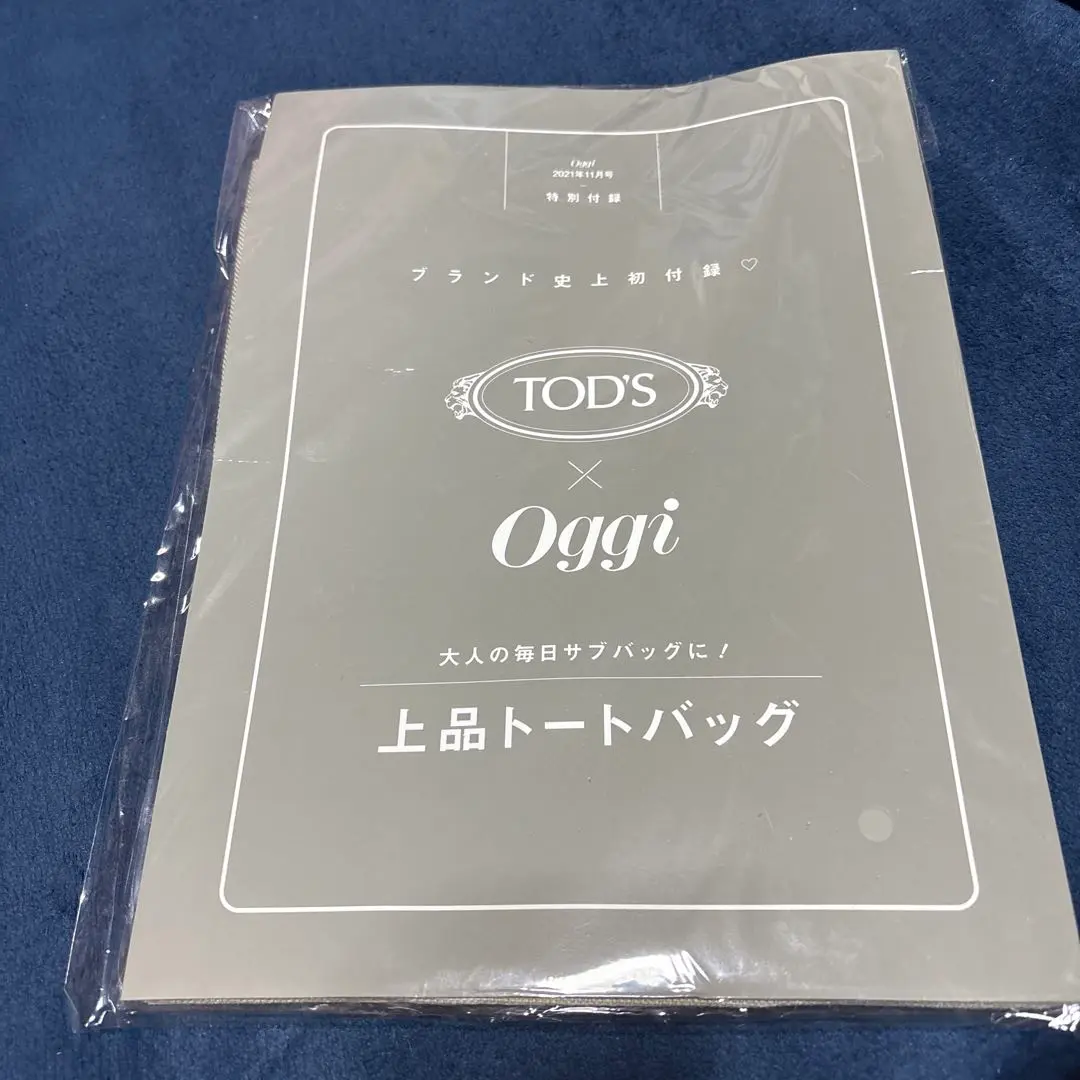 Oggi
2021年11月号
特別付録
ブランド史上初付録♡
TOD'S
×
Oggi
大人の毎日サブバッグに！
上品トートバッグ